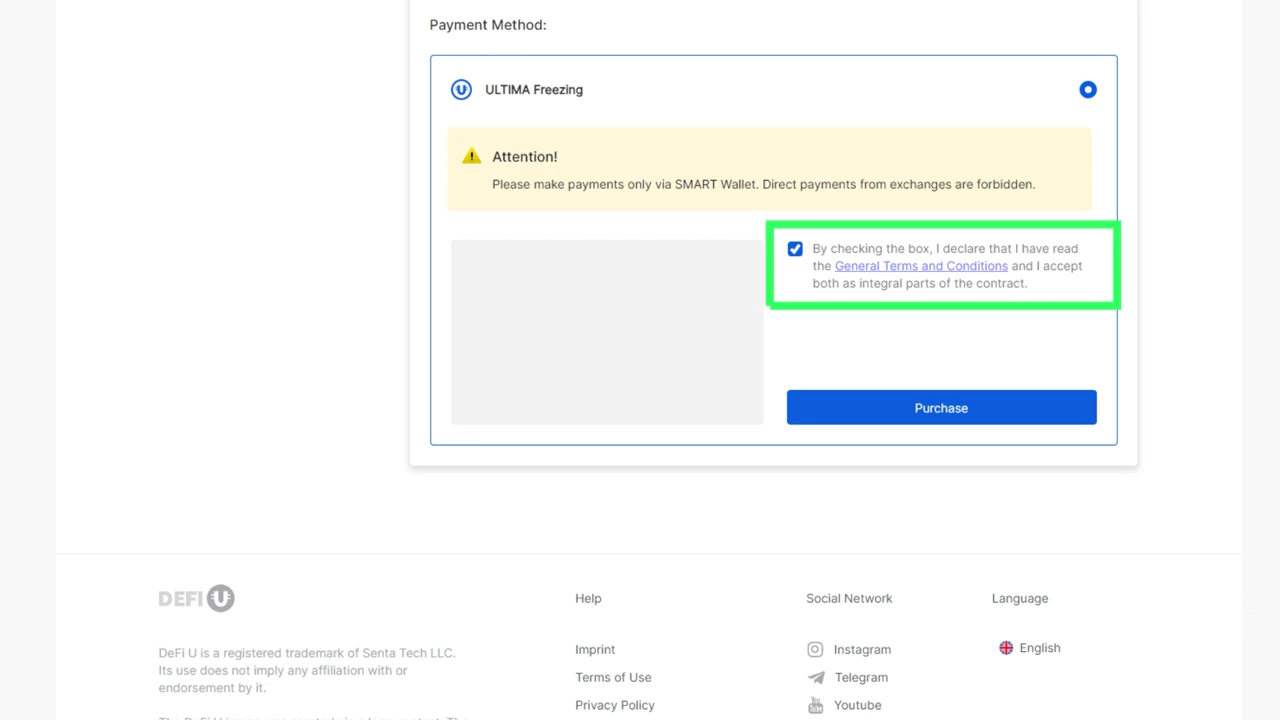 Payment Method:
ULTIMA Freezing
Attention!
Please make payments only via SMART Wallet. Direct payments from exchanges are forbidden.
By checking the box, I declare that I have read
the General Terms and Conditions and I accept
both as integral parts of the contract.
Purchase
DEFI U
Help
Social Network
Language
DeFi U is a registered trademark of Senta Tech LLC.
Its use does not imply any affiliation with or
endorsement by it.
Imprint
Terms of Use
Privacy Policy
Instagram
Telegram
Youtube
English